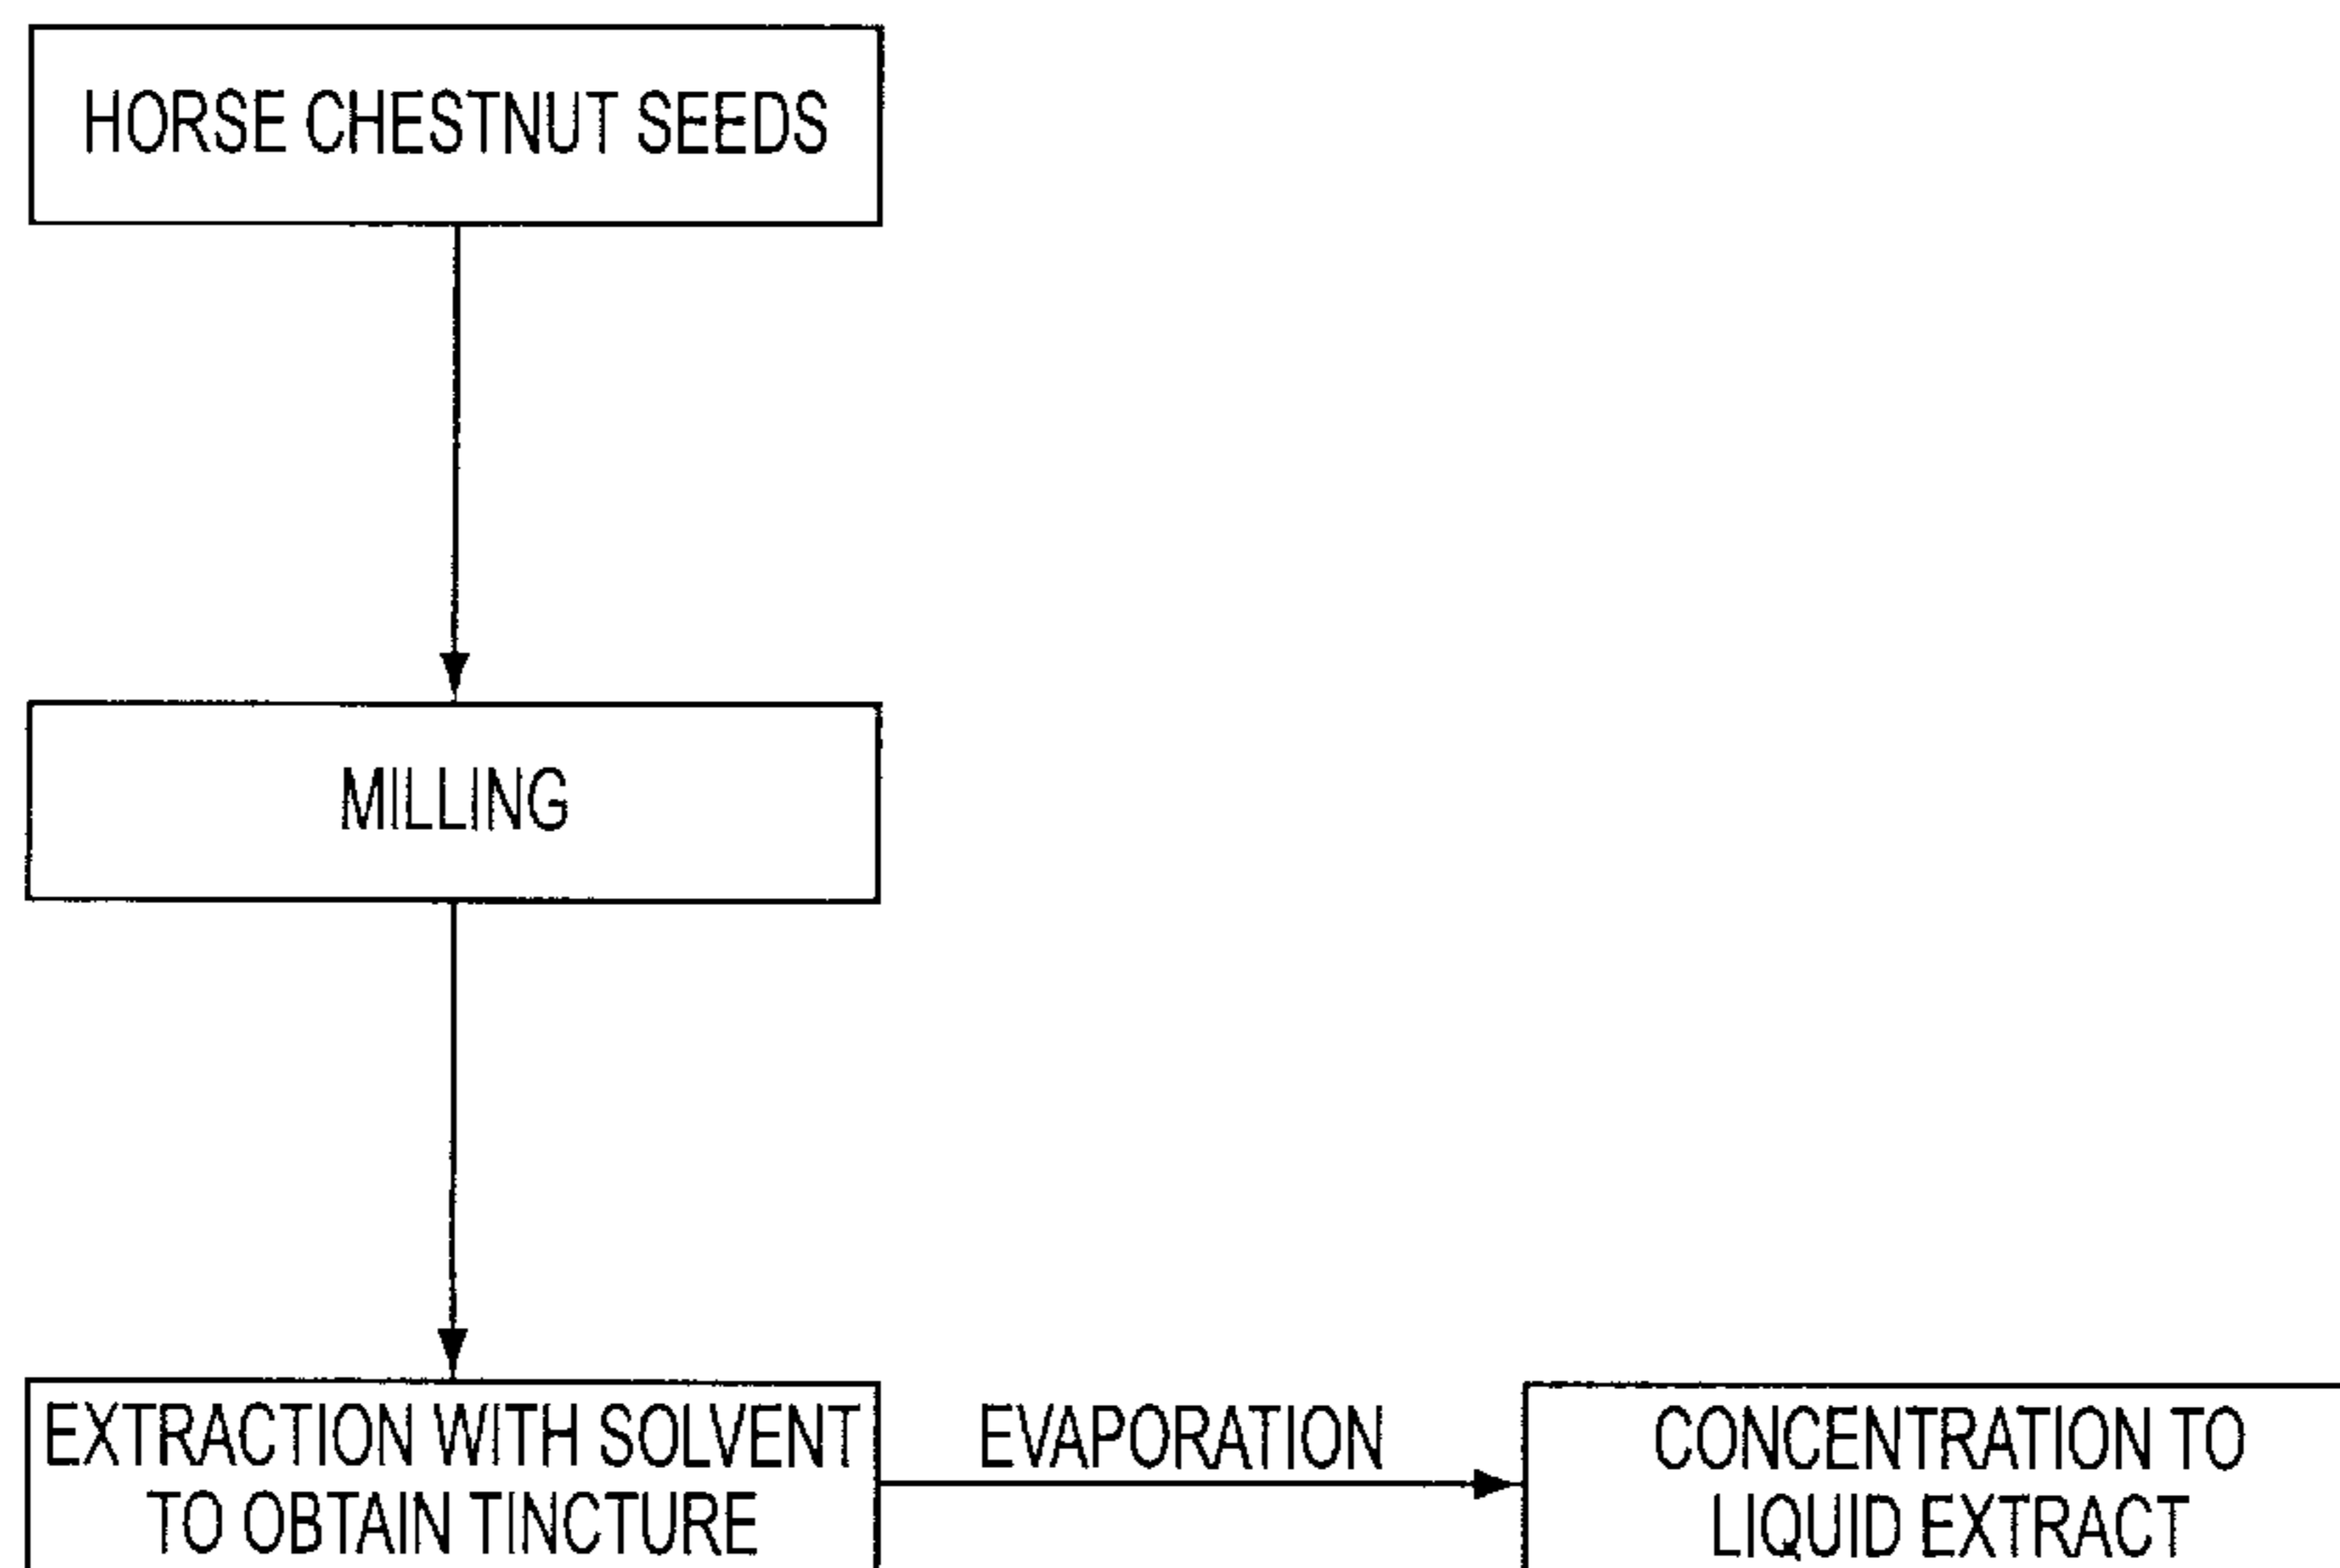 HORSE CHESTNUT SEEDS
MILLING
EXTRACTION WITH SOLVENT
TO OBTAIN TINCTURE
EVAPORATION
CONCENTRATION TO
LIQUID EXTRACT